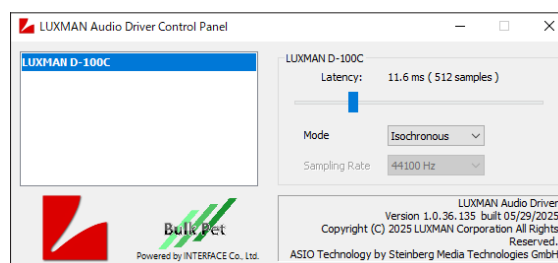 LUXMAN Audio Driver Control Panel
LUXMAN D-100C
LUXMAN D-100C
Latency: 11.6 ms ( 512 samples )
Mode Isochronous
Sampling Rate 44100 Hz
Bulk Pet
Powered by INTERFACE Co., Ltd.
LUXMAN Audio Driver
Version 1.0.36.135 built 05/29/2025
Copyright (C) 2025 LUXMAN Corporation All Rights
Reserved.
ASIO Technology by Steinberg Media Technologies GmbH